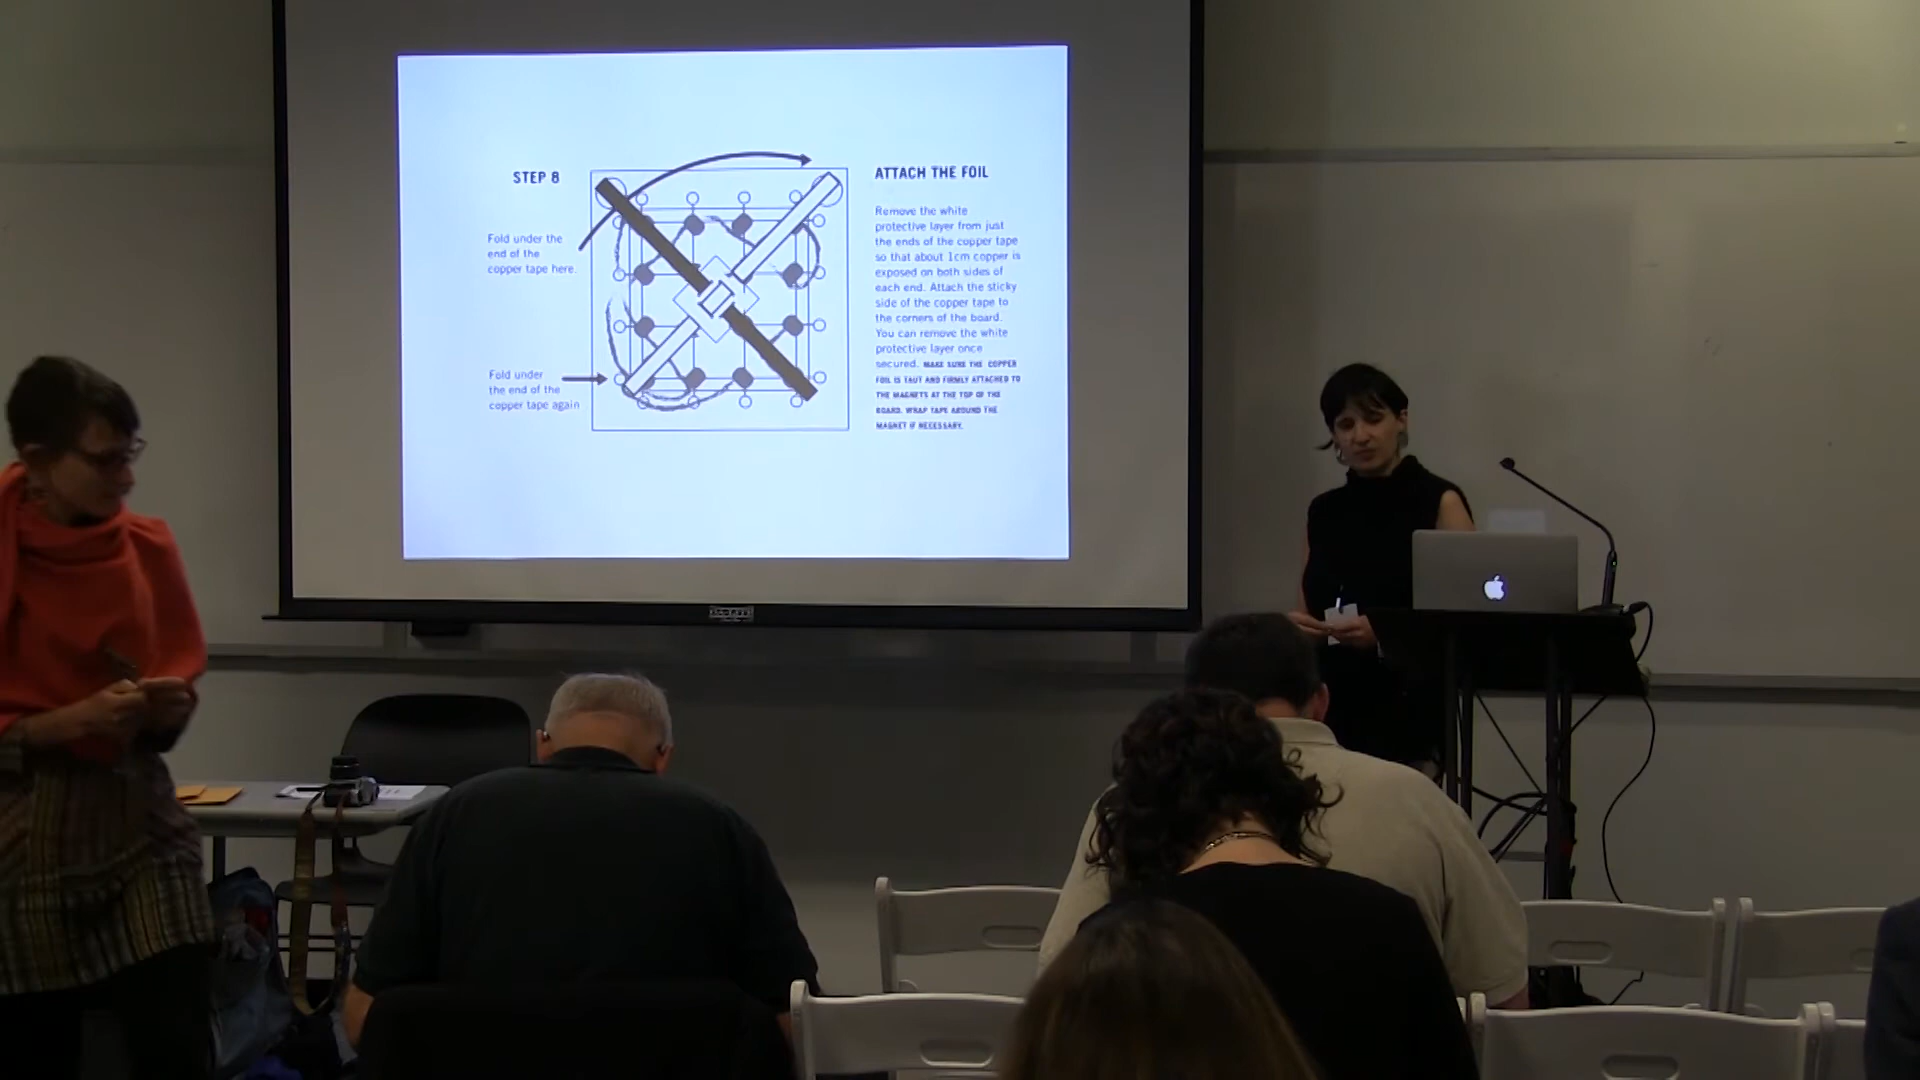 STEP 8
Fold under the
end of the
copper tape here.
Fold under
the end of the
copper tape again
ATTACH THE FOIL
Remove the white
protective layer from just
the ends of the copper tape
so that about 1cm copper is
exposed on both sides of
each end. Attach the sticky
side of the copper tape to
the corners of the board.
You can remove the white
protective layer once
secured. MAKE SURE THE COPPER
FOIL IS TAUT AND FIRMLY ATTACHED TO
THE MAGNETS AT THE TOP OF THE
BOARD. WRAP TAPE AROUND THE
MAGNET IF NECESSARY.
DA-LITE